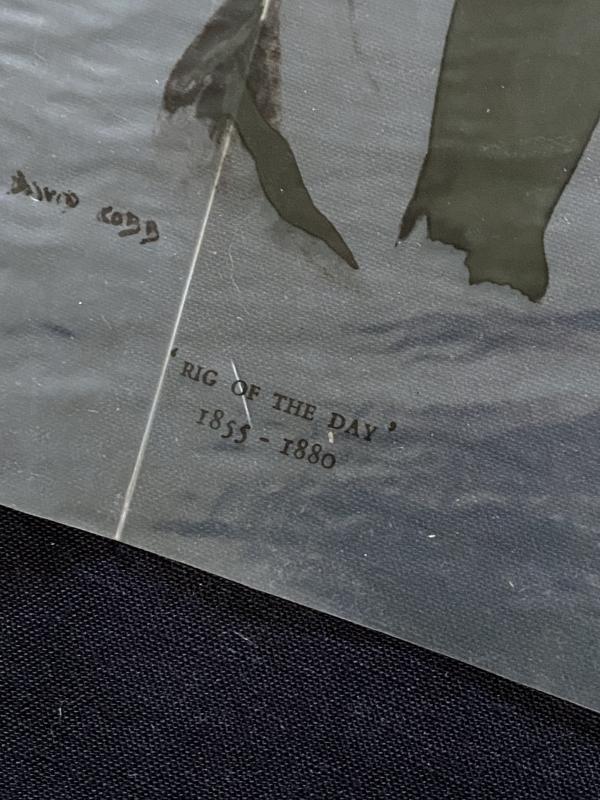 DAVID COBB
‘RIG OF THE DAY’
1855 - 1880